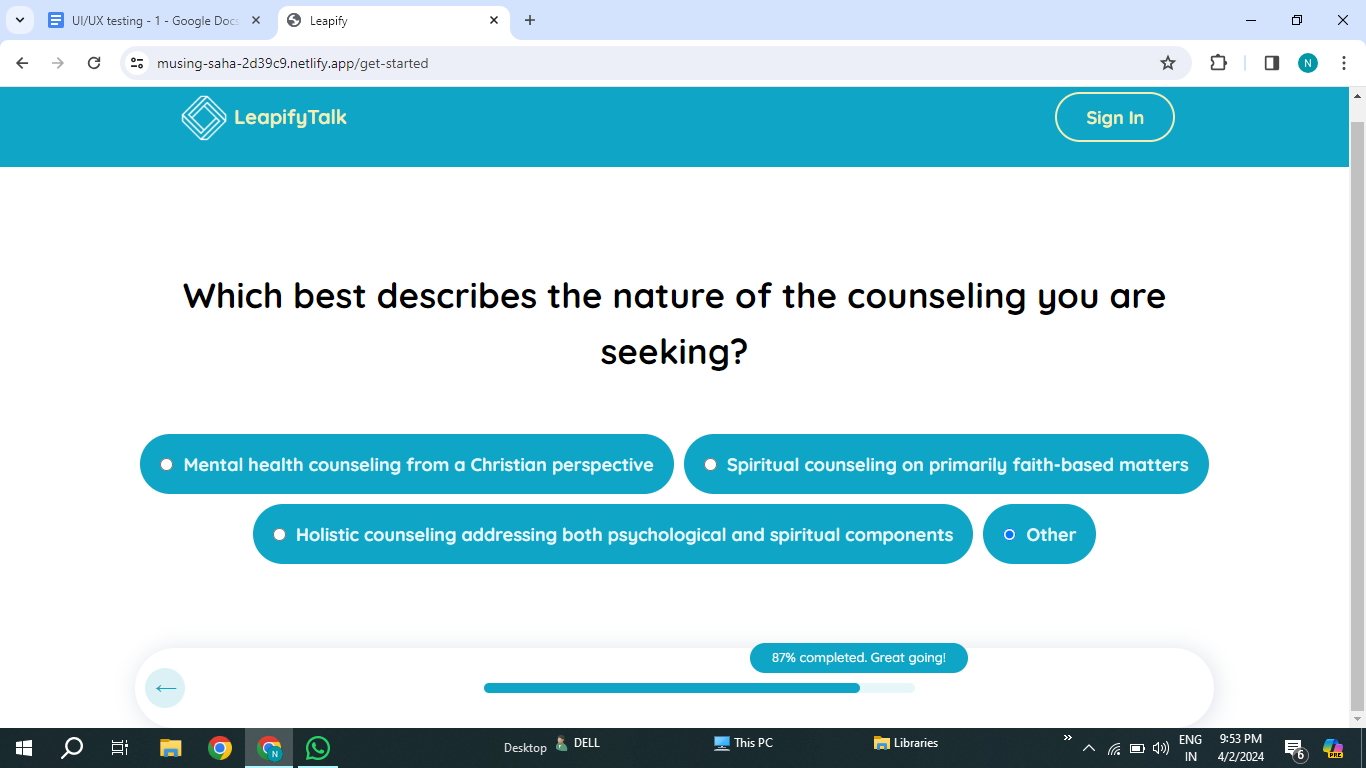 UI/UX testing - 1 - Google Docs
Leapify
musing-saha-2d39c9.netlify.app/get-started
N
LeapifyTalk
Sign In
Which best describes the nature of the counseling you are
seeking?
Mental health counseling from a Christian perspective
Spiritual counseling on primarily faith-based matters
Holistic counseling addressing both psychological and spiritual components
Other
87% completed. Great going!
N
Desktop
DELL
This PC
Libraries
ENG
IN
9:53 PM
4/2/2024
6
PRE